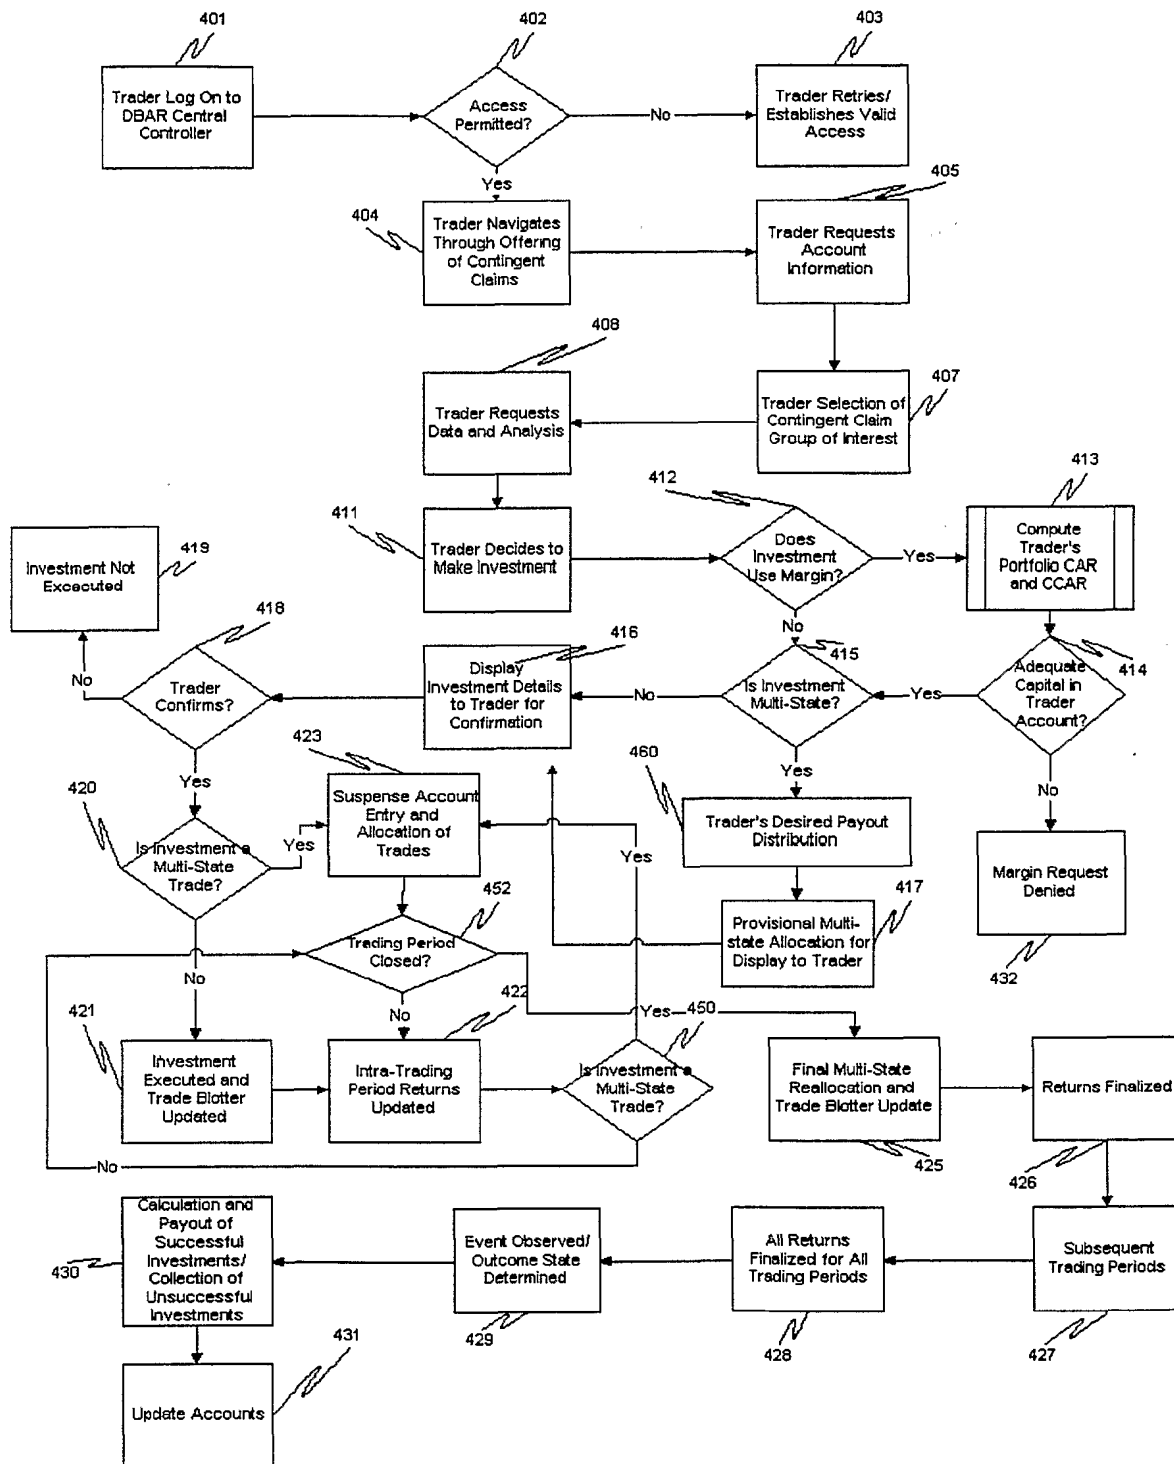 401
402
403
Trader Log On to
DBAR Central
Controller
Access
Permitted?
No
Trader Retries/
Establishes Valid
Access
Yes
404
405
Trader Navigates
Through Offering
of Contingent
Claims
Trader Requests
Account
Information
408
407
Trader Requests
Data and Analysis
Trader Selection of
Contingent Claim
Group of Interest
412
413
411
Trader Decides to
Make Investment
Does
Investment
Use Margin?
Yes
Compute
Trader's
Portfolio CAR
and CCAR
419
Investment Not
Excecuted
418
No
416
415
414
No
Trader
Confirms?
Display
Investment Details
to Trader for
Confirmation
No
Is Investment
Multi-State?
Yes
Adequate
Capital in
Trader
Account?
423
Yes
460
Yes
No
420
Suspense Account
Entry and
Allocation of
Trades
Yes
Is Investment a
Multi-State
Trade?
Yes
Trader's Desired Payout
Distribution
Margin Request
Denied
432
452
417
Trading Period
Closed?
Provisional Multi-
state Allocation for
Display to Trader
No
No
422
Yes
450
421
Investment
Executed and
Trade Blotter
Updated
Intra-Trading
Period Returns
Updated
Is Investment a
Multi-State
Trade?
Final Multi-State
Reallocation and
Trade Blotter Update
Returns Finalized
No
425
426
Calculation and
Payout of
Successful
Investments/
Collection of
Unsuccessful
Investments
430
Event Observed/
Outcome State
Determined
429
All Returns
Finalized for All
Trading Periods
428
Subsequent
Trading Periods
427
431
Update Accounts